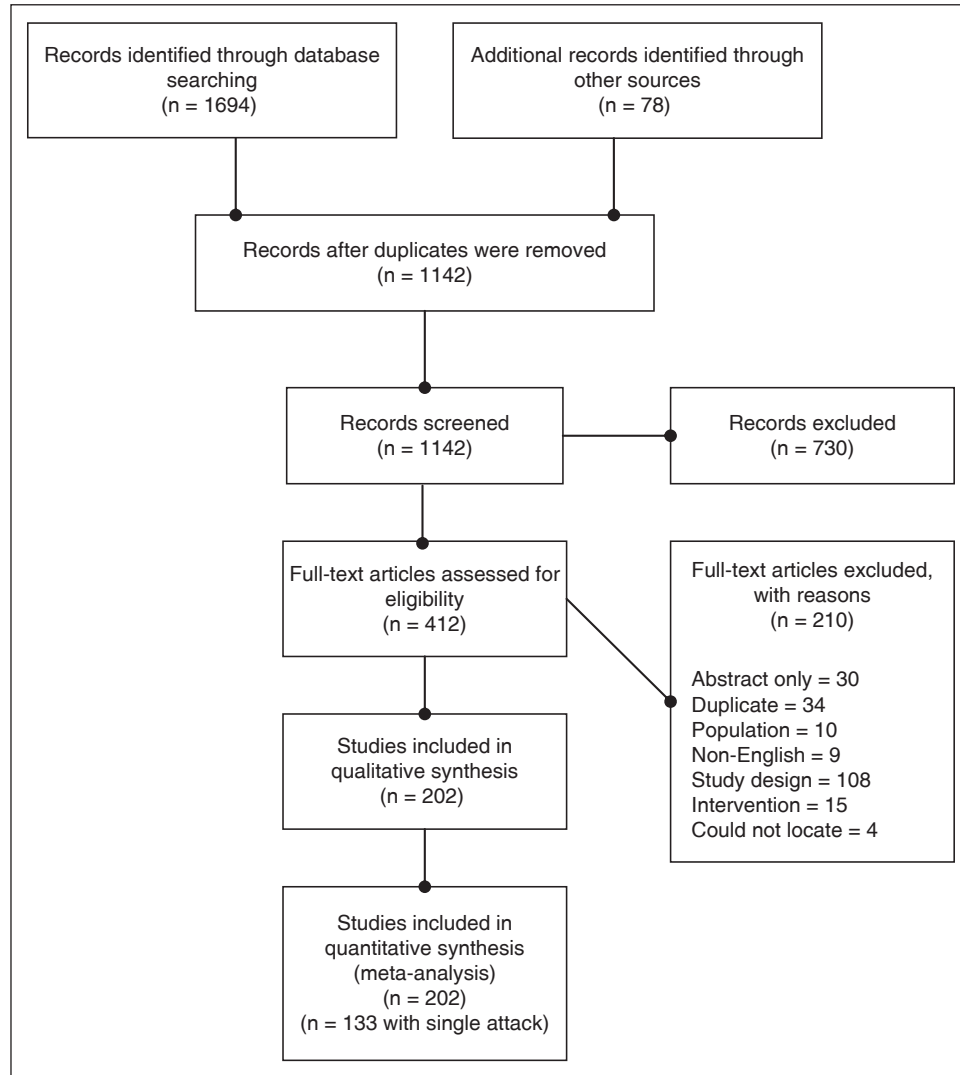 Records identified through database
searching
(n = 1694)
Additional records identified through
other sources
(n = 78)
Records after duplicates were removed
(n = 1142)
Records screened
(n = 1142)
Records excluded
(n = 730)
Full-text articles assessed for
eligibility
(n = 412)
Full-text articles excluded,
with reasons
(n = 210)
Abstract only = 30
Duplicate = 34
Population = 10
Non-English = 9
Study design = 108
Intervention = 15
Could not locate = 4
Studies included in
qualitative synthesis
(n = 202)
Studies included in
quantitative synthesis
(meta-analysis)
(n = 202)
(n = 133 with single attack)